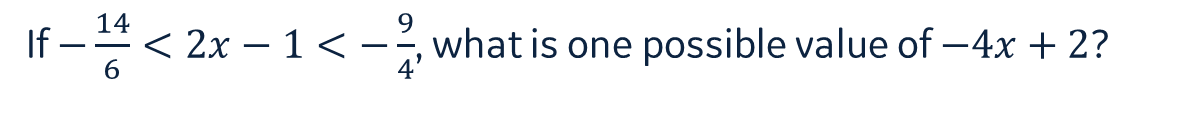 If −14/6 < 2x − 1 < −9/4, what is one possible value of −4x + 2?